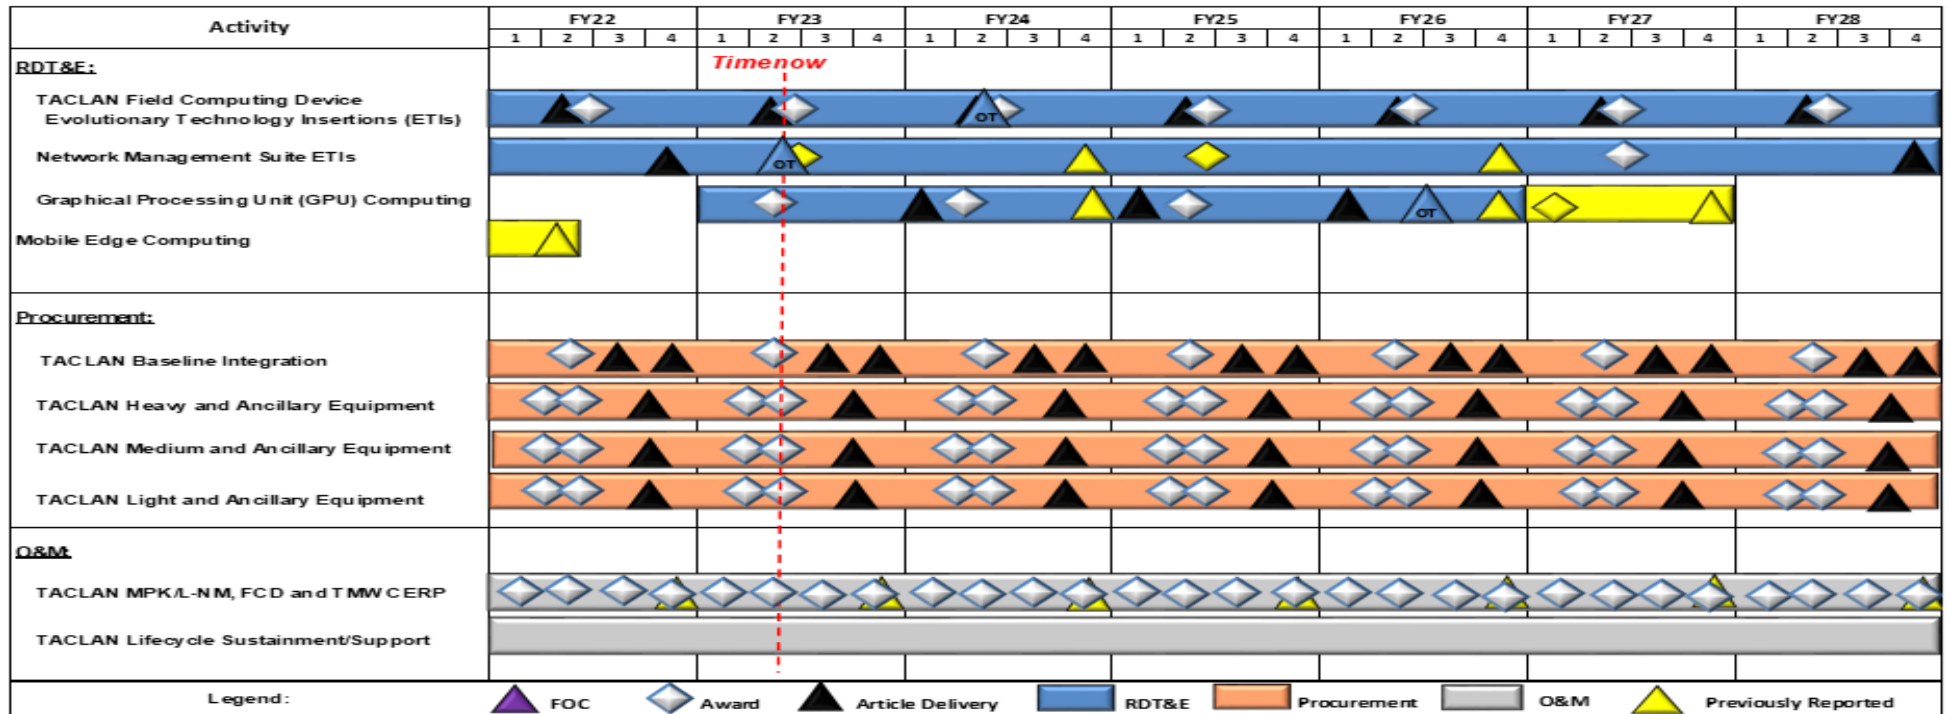 Activity
FY22 FY23 FY24 FY25 FY26 FY27 FY28
1 2 3 4 1 2 3 4 1 2 3 4 1 2 3 4 1 2 3 4 1 2 3 4 1 2 3 4
RDT&E:
Timenow
TACLAN Field Computing Device
Evolutionary Technology Insertions (ETIs)
OT
Network Management Suite ETIs
OT
Graphical Processing Unit (GPU) Computing
OT
Mobile Edge Computing
Procurement:
TACLAN Baseline Integration
TACLAN Heavy and Ancillary Equipment
TACLAN Medium and Ancillary Equipment
TACLAN Light and Ancillary Equipment
O&M:
TACLAN MPK/L-NM, FCD and TMW CERP
TACLAN Lifecycle Sustainment/Support
Legend: FOC Award Article Delivery RDT&E Procurement O&M Previously Reported